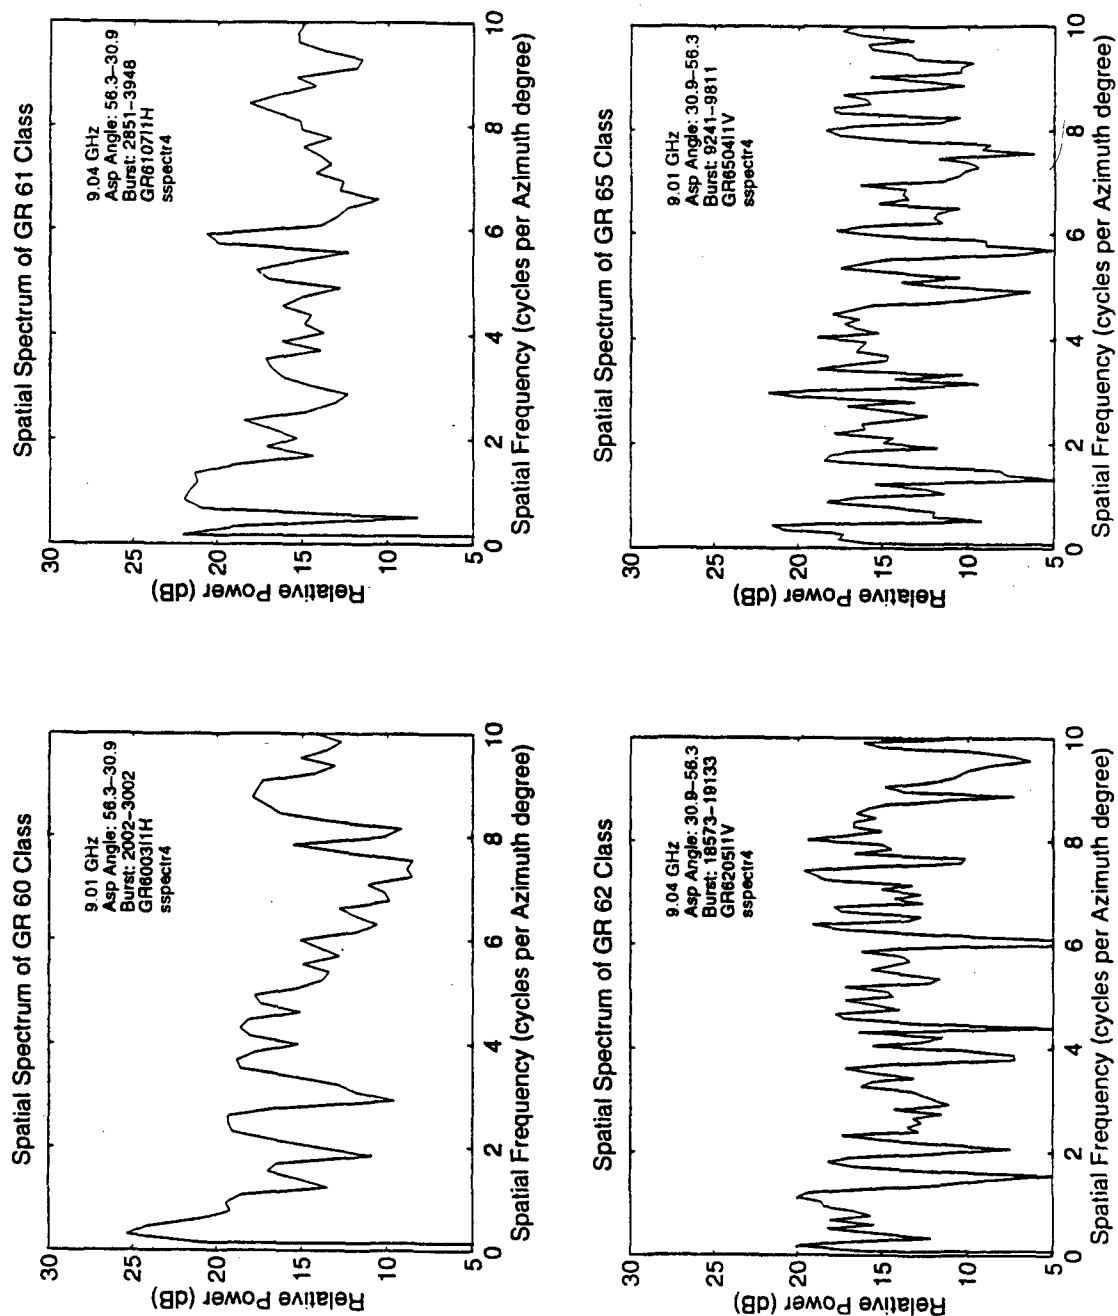 Spatial Spectrum of GR 60 Class
30
25
20
15
10
5
Relative Power (dB)
9.01 GHz
Asp Angle: 56.3–30.9
Burst: 2002–3002
GR6003I1H
sspectr4
0
2
4
6
8
10
Spatial Frequency (cycles per Azimuth degree)
Spatial Spectrum of GR 61 Class
30
25
20
15
10
5
Relative Power (dB)
9.04 GHz
Asp Angle: 56.3–30.9
Burst: 2851–3948
GR6107I1H
sspectr4
0
2
4
6
8
10
Spatial Frequency (cycles per Azimuth degree)
Spatial Spectrum of GR 62 Class
30
25
20
15
10
5
Relative Power (dB)
9.04 GHz
Asp Angle: 30.9–56.3
Burst: 18573–19133
GR6205I1V
sspectr4
0
2
4
6
8
10
Spatial Frequency (cycles per Azimuth degree)
Spatial Spectrum of GR 65 Class
30
25
20
15
10
5
Relative Power (dB)
9.01 GHz
Asp Angle: 30.9–56.3
Burst: 9241–9811
GR6504I1V
sspectr4
0
2
4
6
8
10
Spatial Frequency (cycles per Azimuth degree)